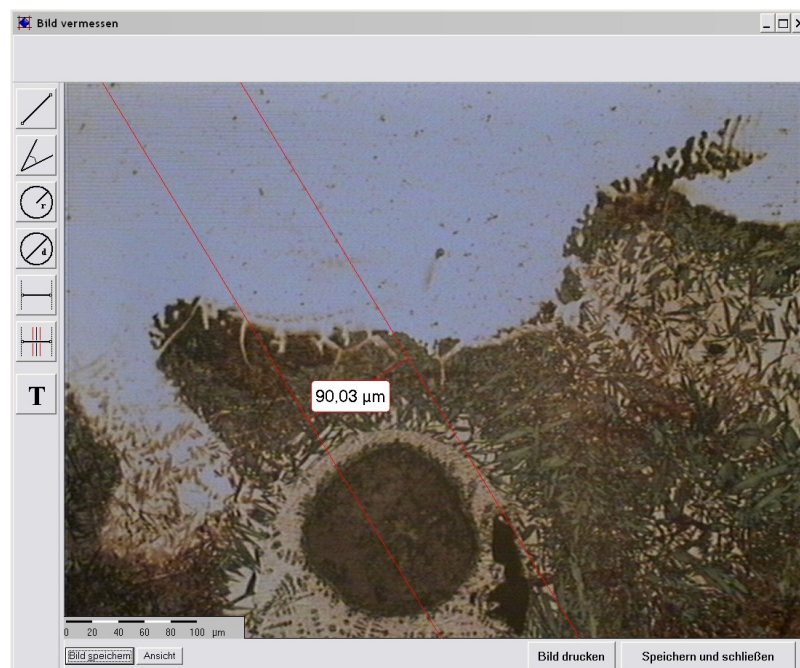 Bild vermessen
r
d
T
90,03 µm
0 20 40 60 80 100 µm
Bild speichern Ansicht Bild drucken Speichern und schließen